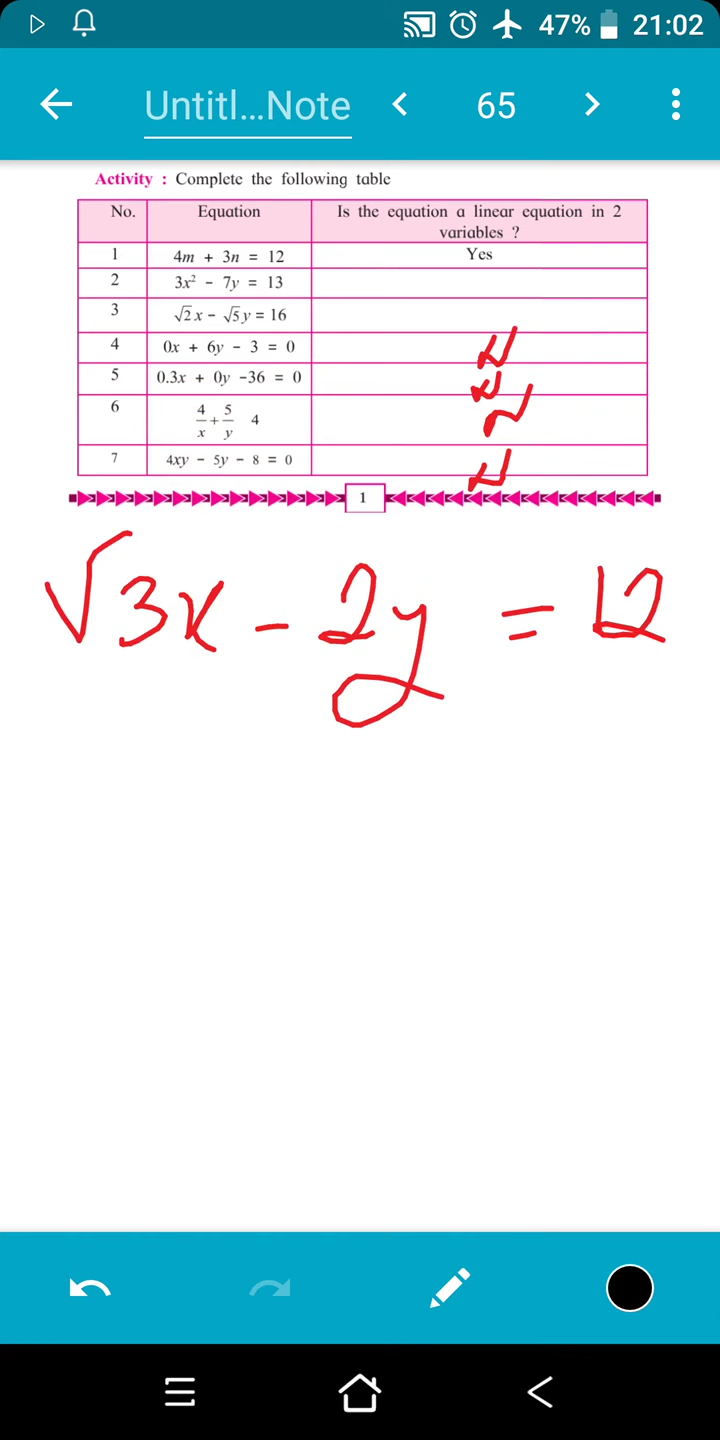 47% 21:02
Untitl...Note 65
Activity : Complete the following table
No. Equation Is the equation a linear equation in 2 variables ?
1 4m + 3n = 12 Yes
2 3x² − 7y = 13
3 √2x − √5y = 16
4 0x + 6y − 3 = 0 N
5 0.3x + 0y −36 = 0 N
6 4/x + 5/y 4 N
7 4xy − 5y − 8 = 0 N
1
√3x − 2y = 12